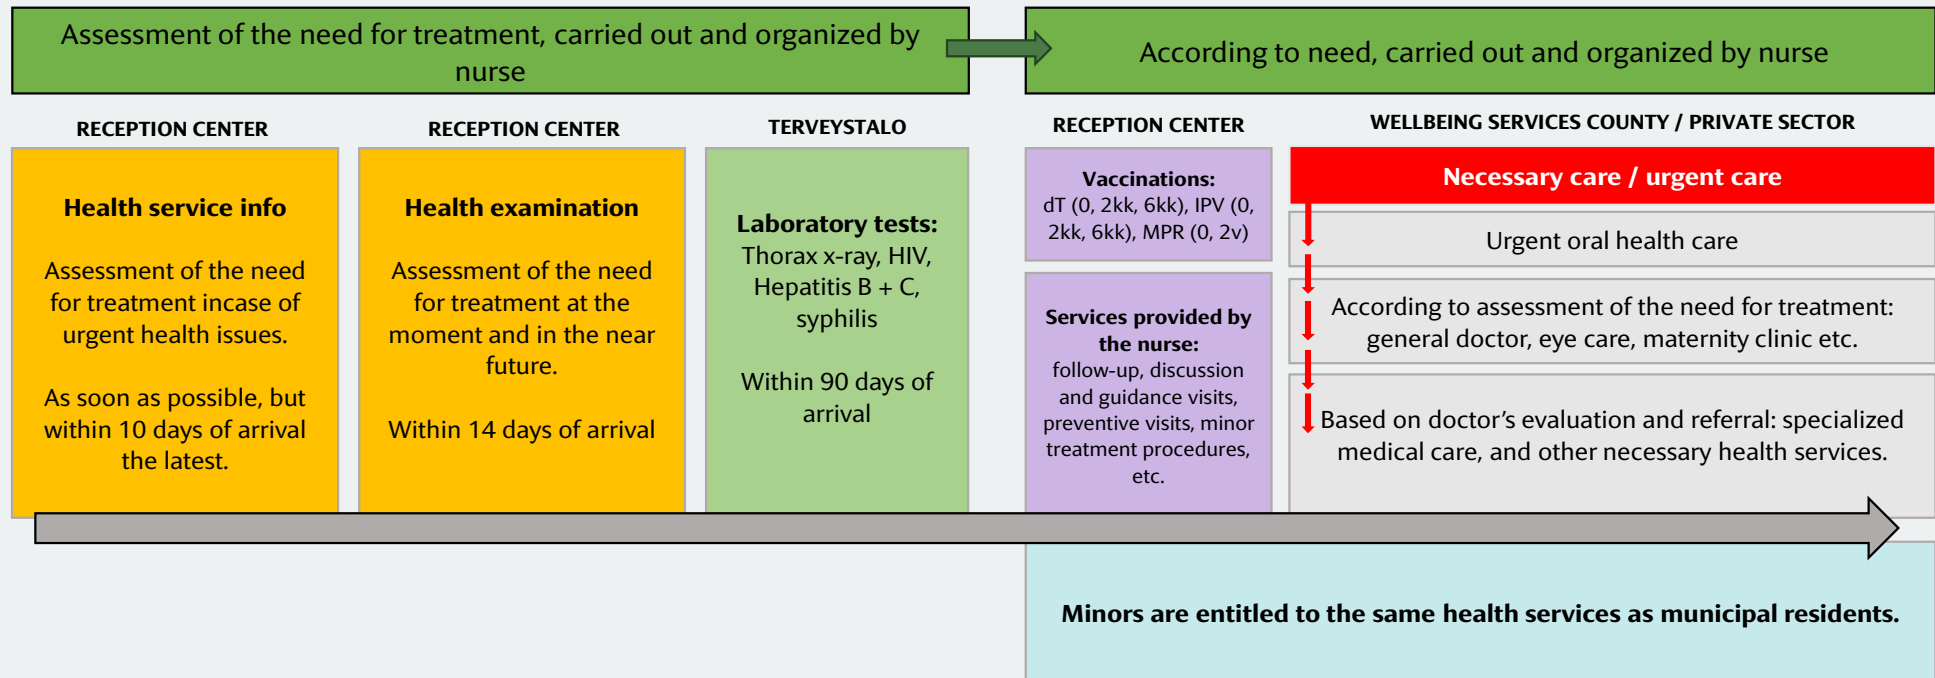 Assessment of the need for treatment, carried out and organized by
nurse
According to need, carried out and organized by nurse
RECEPTION CENTER
Health service info
Assessment of the need
for treatment incase of
urgent health issues.
As soon as possible, but
within 10 days of arrival
the latest.
RECEPTION CENTER
Health examination
Assessment of the need
for treatment at the
moment and in the near
future.
Within 14 days of arrival
TERVEYSTALO
Laboratory tests:
Thorax x-ray, HIV,
Hepatitis B + C,
syphilis
Within 90 days of
arrival
RECEPTION CENTER
Vaccinations:
dT (0, 2kk, 6kk), IPV (0,
2kk, 6kk), MPR (0, 2v)
Services provided by
the nurse:
follow-up, discussion
and guidance visits,
preventive visits, minor
treatment procedures,
etc.
WELLBEING SERVICES COUNTY / PRIVATE SECTOR
Necessary care / urgent care
Urgent oral health care
According to assessment of the need for treatment:
general doctor, eye care, maternity clinic etc.
Based on doctor’s evaluation and referral: specialized
medical care, and other necessary health services.
Minors are entitled to the same health services as municipal residents.